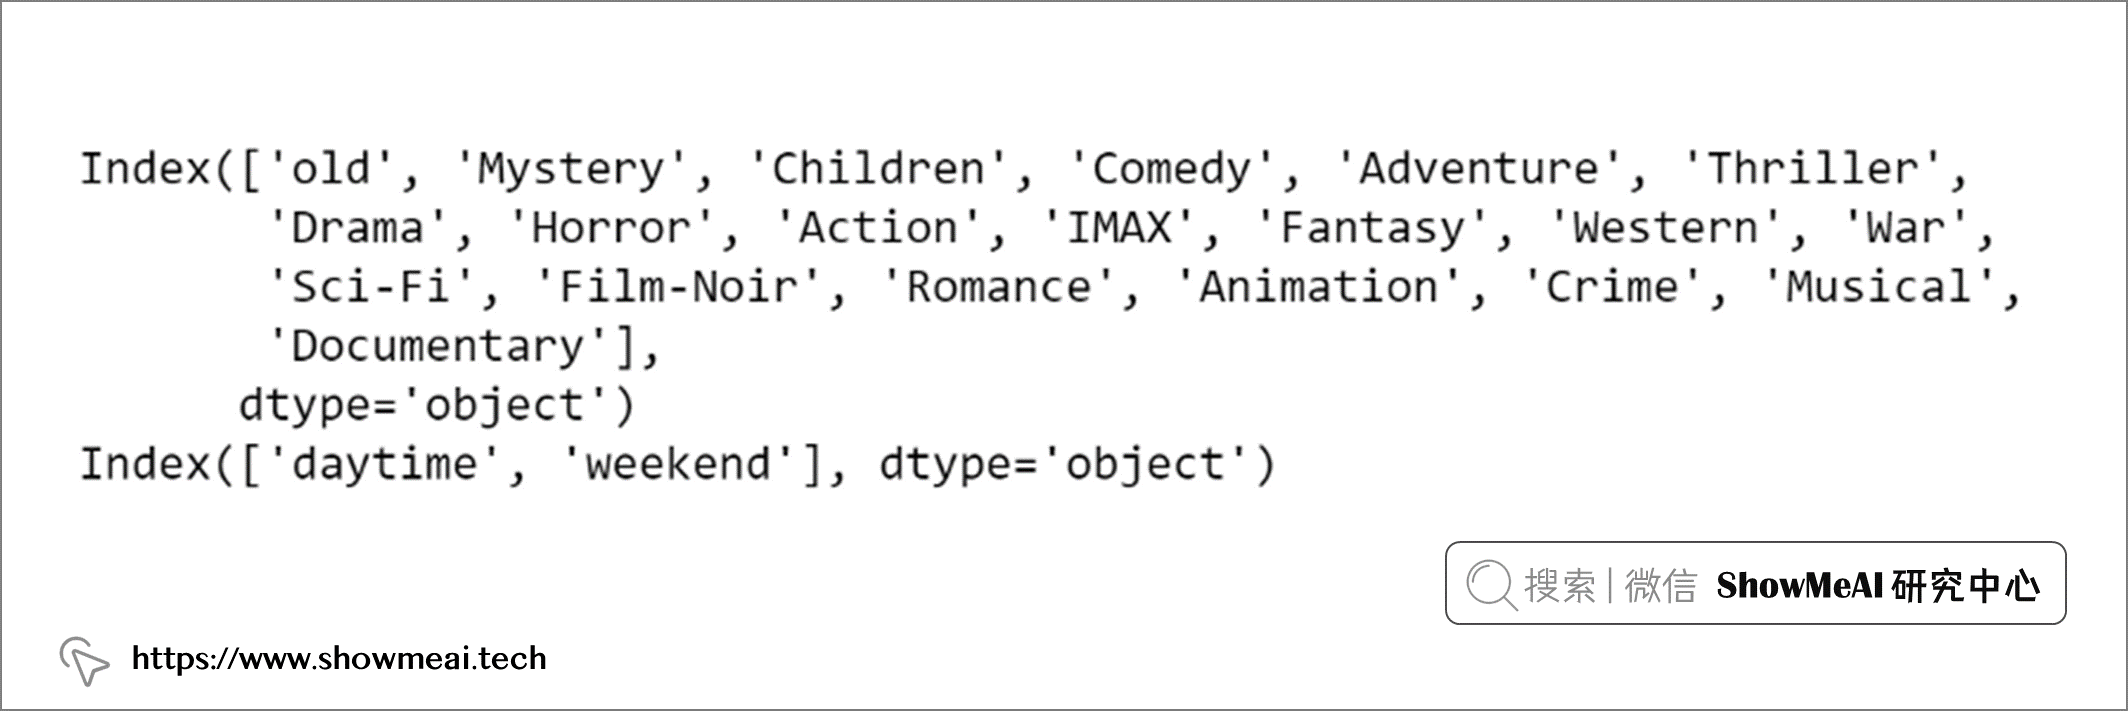 Index(['old', 'Mystery', 'Children', 'Comedy', 'Adventure', 'Thriller',
'Drama', 'Horror', 'Action', 'IMAX', 'Fantasy', 'Western', 'War',
'Sci-Fi', 'Film-Noir', 'Romance', 'Animation', 'Crime', 'Musical',
'Documentary'],
dtype='object')
Index(['daytime', 'weekend'], dtype='object')
搜索 | 微信 ShowMeAI 研究中心
https://www.showmeai.tech